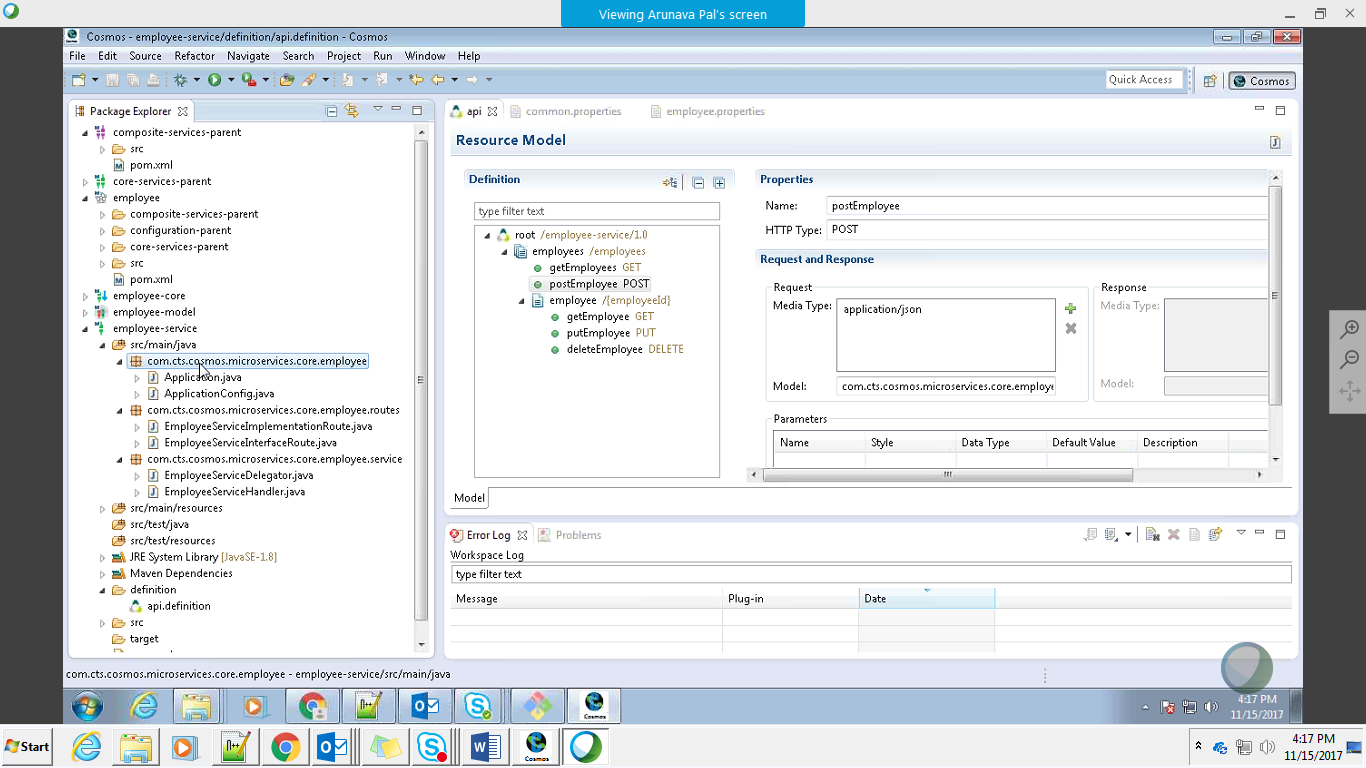 Viewing Arunava Pal's screen
Cosmos - employee-service/definition/api.definition - Cosmos
File Edit Source Refactor Navigate Search Project Run Window Help
Quick Access
Cosmos
Package Explorer
composite-services-parent
src
pom.xml
core-services-parent
employee
composite-services-parent
configuration-parent
core-services-parent
src
pom.xml
employee-core
employee-model
employee-service
src/main/java
com.cts.cosmos.microservices.core.employee
Application.java
ApplicationConfig.java
com.cts.cosmos.microservices.core.employee.routes
EmployeeServiceImplementationRoute.java
EmployeeServiceInterfaceRoute.java
com.cts.cosmos.microservices.core.employee.service
EmployeeServiceDelegator.java
EmployeeServiceHandler.java
src/main/resources
src/test/java
src/test/resources
JRE System Library [JavaSE-1.8]
Maven Dependencies
definition
api.definition
src
target
api common.properties employee.properties
Resource Model
Definition
type filter text
root /employee-service/1.0
employees /employees
getEmployees GET
postEmployee POST
employee /{employeeId}
getEmployee GET
putEmployee PUT
deleteEmployee DELETE
Properties
Name: postEmployee
HTTP Type: POST
Request and Response
Request
Media Type: application/json
Model: com.cts.cosmos.microservices.core.employe
Response
Media Type:
Model:
Parameters
Name Style Data Type Default Value Description
Model
Error Log Problems
Workspace Log
type filter text
Message Plug-in Date
com.cts.cosmos.microservices.core.employee - employee-service/src/main/java
Cosmos
4:17 PM
11/15/2017
Start
Cosmos
4:17 PM
11/15/2017